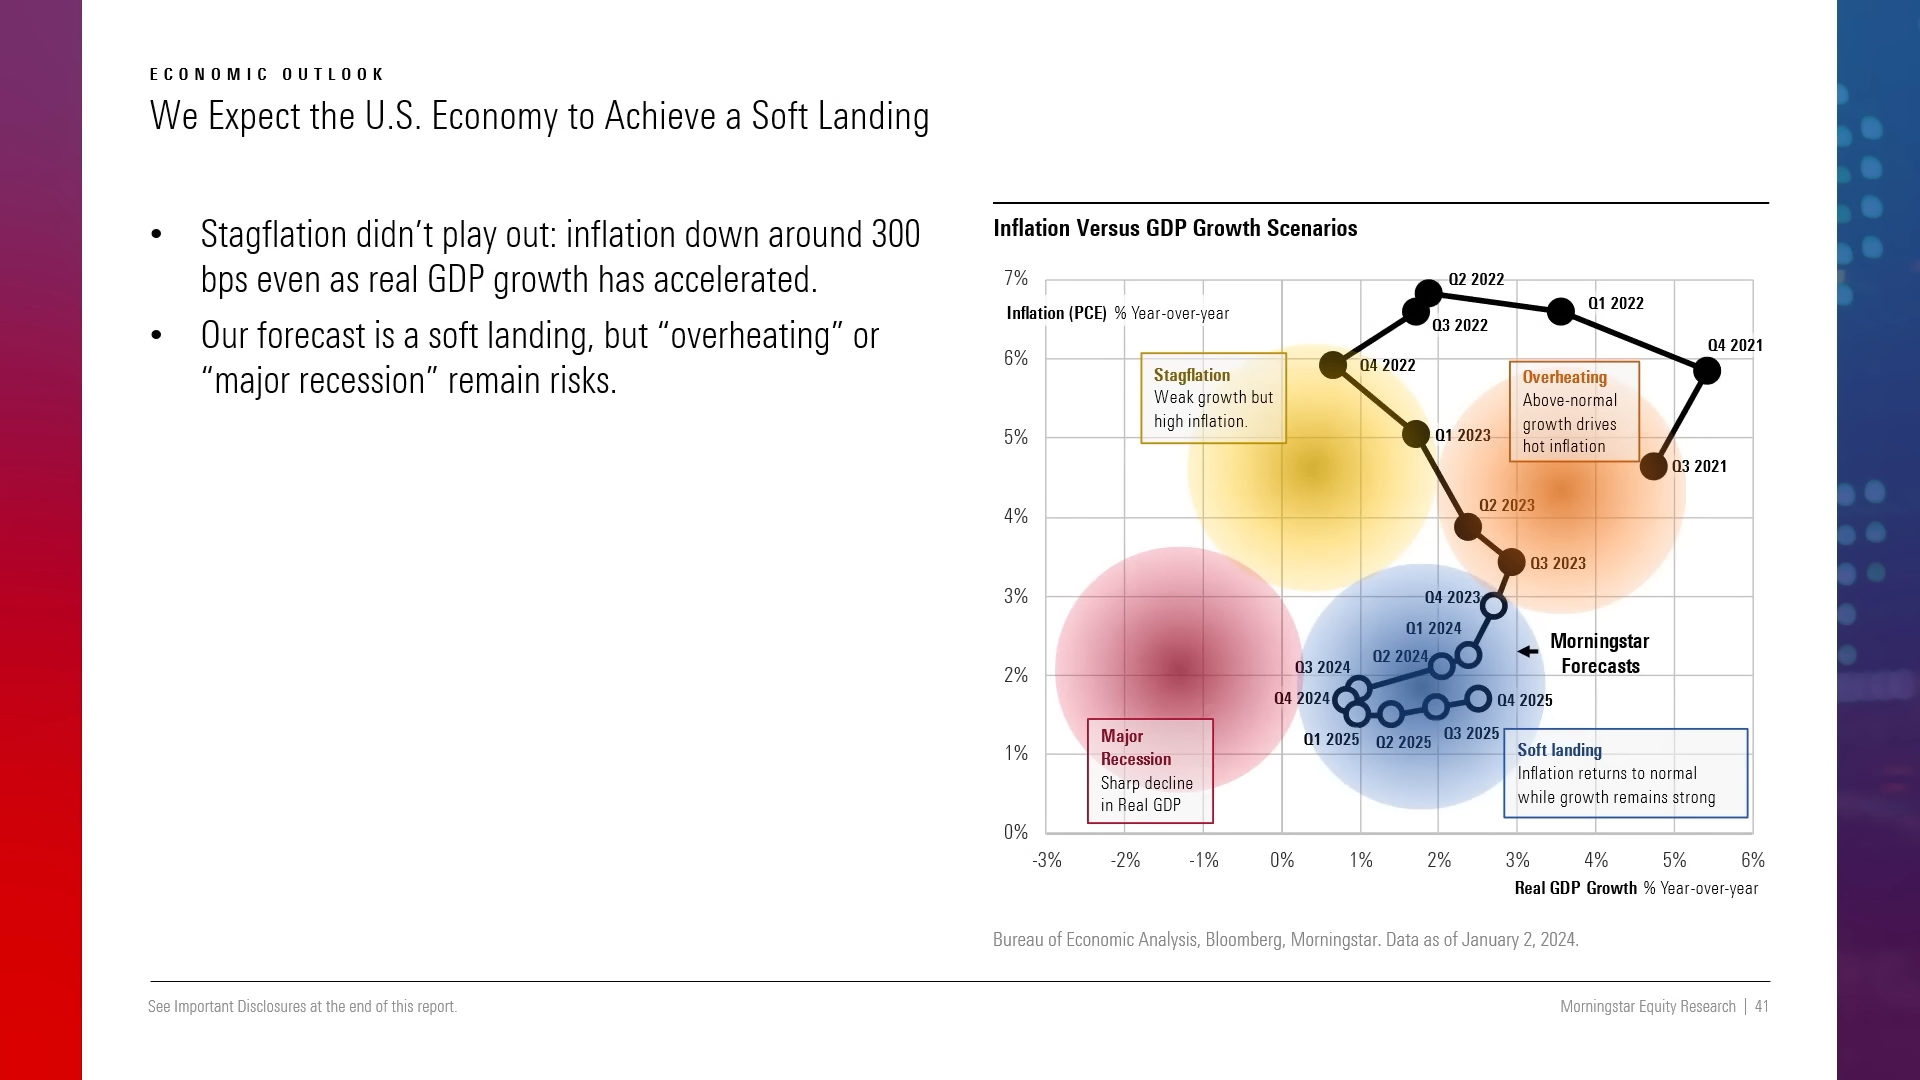 ECONOMIC OUTLOOK
We Expect the U.S. Economy to Achieve a Soft Landing
• Stagflation didn’t play out: inflation down around 300
bps even as real GDP growth has accelerated.
• Our forecast is a soft landing, but “overheating” or
“major recession” remain risks.
Inflation Versus GDP Growth Scenarios
7%
6%
5%
4%
3%
2%
1%
0%
Inflation (PCE) % Year-over-year
Q2 2022
Q1 2022
Q3 2022
Q4 2021
Q4 2022
Stagflation
Weak growth but
high inflation.
Overheating
Above-normal
growth drives
hot inflation
Q1 2023
Q3 2021
Q2 2023
Q3 2023
Q4 2023
Q1 2024
Q2 2024
Q3 2024
Q4 2024
Morningstar
Forecasts
Q4 2025
Q1 2025
Q2 2025
Q3 2025
Major
Recession
Sharp decline
in Real GDP
Soft landing
Inflation returns to normal
while growth remains strong
-3% -2% -1% 0% 1% 2% 3% 4% 5% 6%
Real GDP Growth % Year-over-year
Bureau of Economic Analysis, Bloomberg, Morningstar. Data as of January 2, 2024.
See Important Disclosures at the end of this report.
Morningstar Equity Research | 41